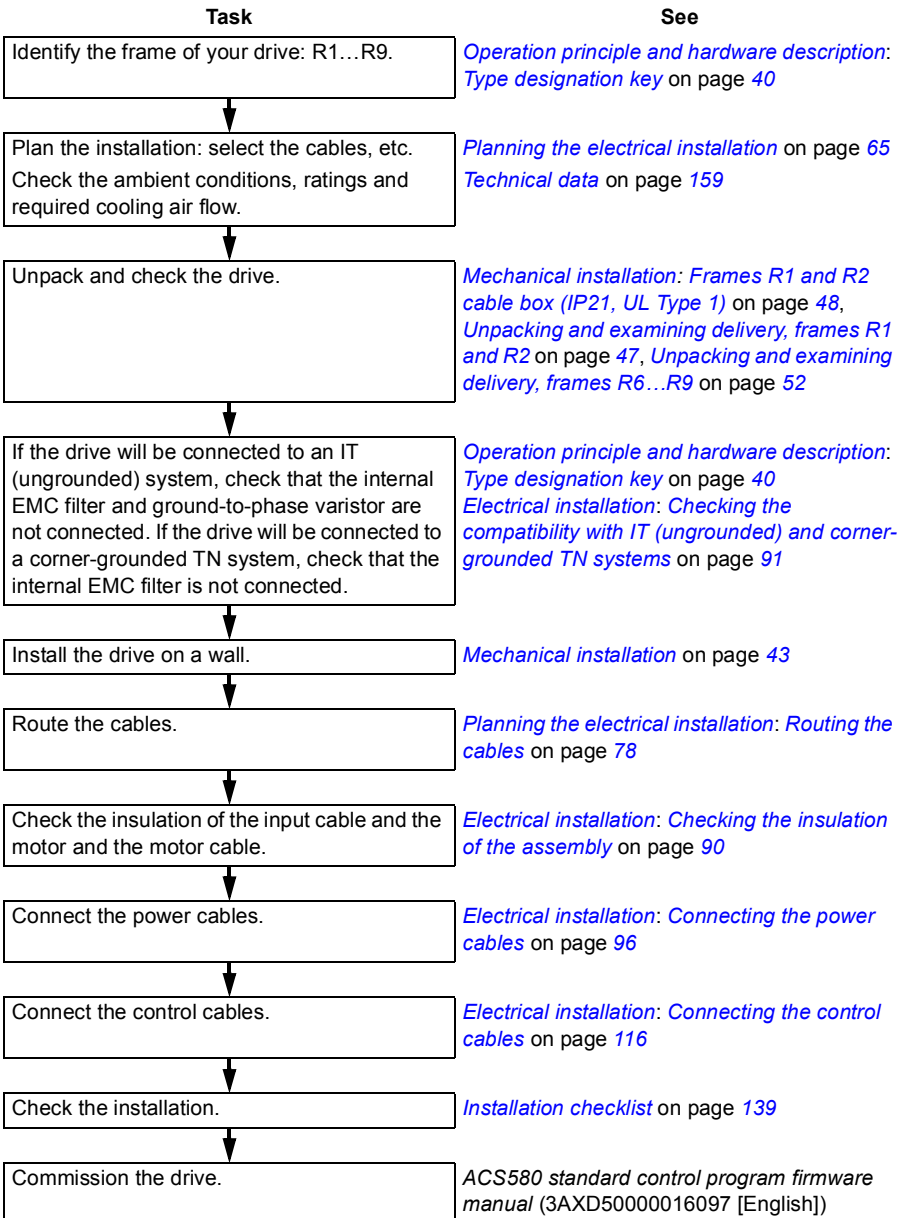 Task
See
Identify the frame of your drive: R1…R9.
Operation principle and hardware description:
Type designation key on page 40
Plan the installation: select the cables, etc.
Check the ambient conditions, ratings and
required cooling air flow.
Planning the electrical installation on page 65
Technical data on page 159
Unpack and check the drive.
Mechanical installation: Frames R1 and R2
cable box (IP21, UL Type 1) on page 48,
Unpacking and examining delivery, frames R1
and R2 on page 47, Unpacking and examining
delivery, frames R6…R9 on page 52
If the drive will be connected to an IT
(ungrounded) system, check that the internal
EMC filter and ground-to-phase varistor are
not connected. If the drive will be connected to
a corner-grounded TN system, check that the
internal EMC filter is not connected.
Operation principle and hardware description:
Type designation key on page 40
Electrical installation: Checking the
compatibility with IT (ungrounded) and corner-
grounded TN systems on page 91
Install the drive on a wall.
Mechanical installation on page 43
Route the cables.
Planning the electrical installation: Routing the
cables on page 78
Check the insulation of the input cable and the
motor and the motor cable.
Electrical installation: Checking the insulation
of the assembly on page 90
Connect the power cables.
Electrical installation: Connecting the power
cables on page 96
Connect the control cables.
Electrical installation: Connecting the control
cables on page 116
Check the installation.
Installation checklist on page 139
Commission the drive.
ACS580 standard control program firmware
manual (3AXD50000016097 [English])